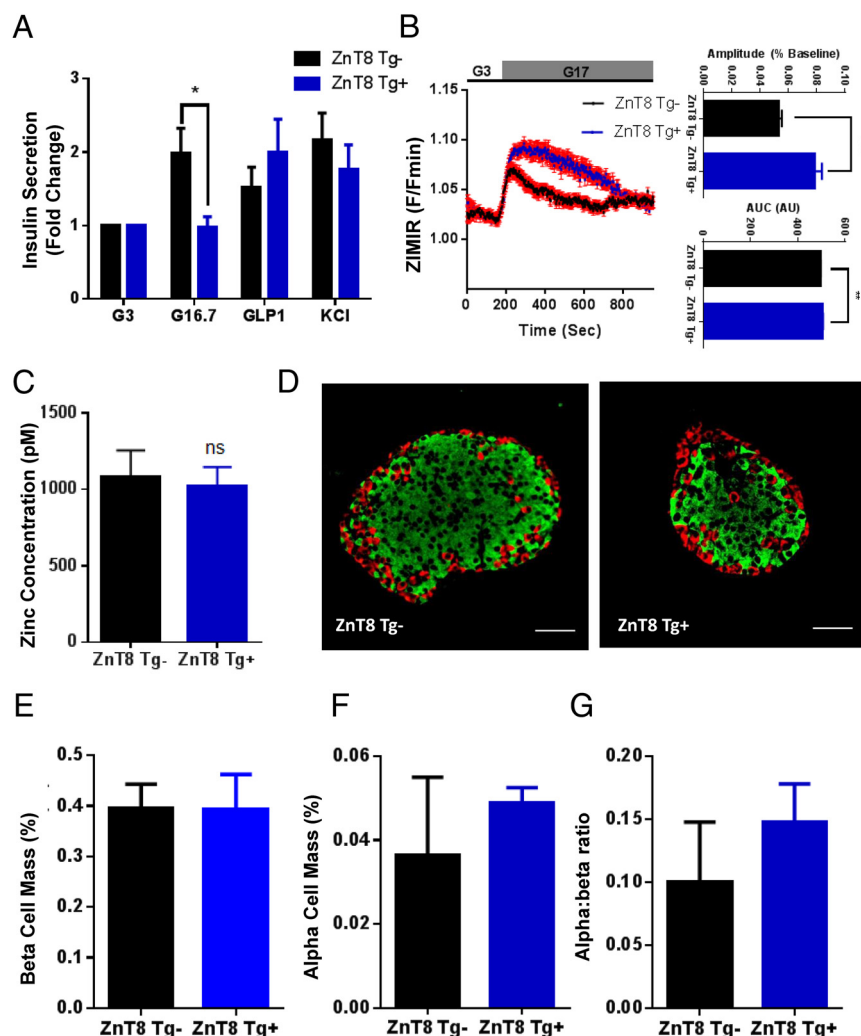 A
ZnT8 Tg-
ZnT8 Tg+
Insulin Secretion
(Fold Change)
3
2
1
0
*
G3
G16.7
GLP1
KCl
B
G3
G17
ZnT8 Tg-
ZnT8 Tg+
ZIMIR (F/Fmin)
1.15
1.10
1.05
1.00
0
200
400
600
800
Time (Sec)
Amplitude (% Baseline)
0.00
0.02
0.04
0.06
0.08
0.10
ZnT8 Tg-
ZnT8 Tg+
*
AUC (AU)
0
200
400
600
ZnT8 Tg-
ZnT8 Tg+
**
C
Zinc Concentration (pM)
1500
1000
500
0
ns
ZnT8 Tg-
ZnT8 Tg+
D
ZnT8 Tg-
ZnT8 Tg+
E
Beta Cell Mass (%)
0.5
0.4
0.3
0.2
0.1
0.0
ZnT8 Tg-
ZnT8 Tg+
F
Alpha Cell Mass (%)
0.06
0.04
0.02
0.00
ZnT8 Tg-
ZnT8 Tg+
G
Alpha:beta ratio
0.20
0.15
0.10
0.05
0.00
ZnT8 Tg-
ZnT8 Tg+